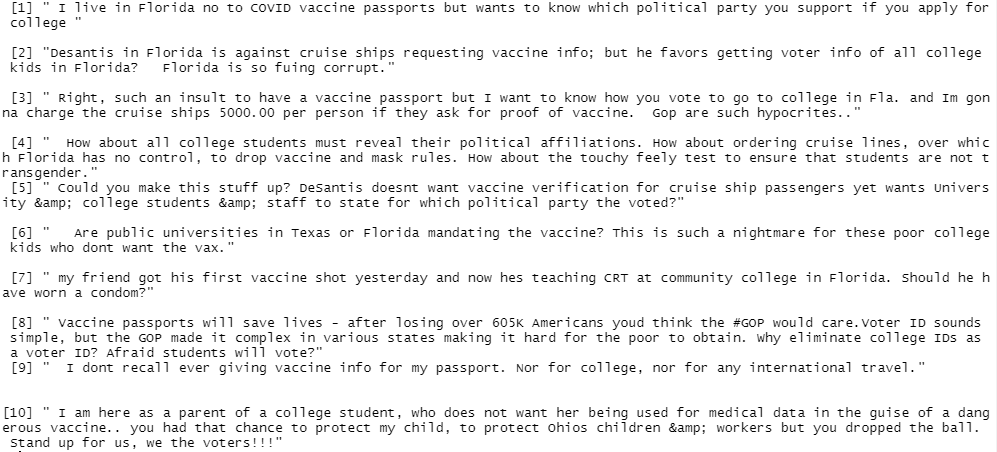 [1] " I live in Florida no to COVID vaccine passports but wants to know which political party you support if you apply for
college "
[2] "Desantis in Florida is against cruise ships requesting vaccine info; but he favors getting voter info of all college
kids in Florida?   Florida is so fuing corrupt."
[3] " Right, such an insult to have a vaccine passport but I want to know how you vote to go to college in Fla. and Im gon
na charge the cruise ships 5000.00 per person if they ask for proof of vaccine.  Gop are such hypocrites.."
[4] "  How about all college students must reveal their political affiliations. How about ordering cruise lines, over whic
h Florida has no control, to drop vaccine and mask rules. How about the touchy feely test to ensure that students are not t
ransgender."
[5] " Could you make this stuff up? DeSantis doesnt want vaccine verification for cruise ship passengers yet wants Univers
ity &amp; college students &amp; staff to state for which political party the voted?"
[6] "   Are public universities in Texas or Florida mandating the vaccine? This is such a nightmare for these poor college
kids who dont want the vax."
[7] " my friend got his first vaccine shot yesterday and now hes teaching CRT at community college in Florida. Should he h
ave worn a condom?"
[8] " Vaccine passports will save lives - after losing over 605K Americans youd think the #GOP would care.Voter ID sounds
simple, but the GOP made it complex in various states making it hard for the poor to obtain. Why eliminate college IDs as
a voter ID? Afraid students will vote?"
[9] "  I dont recall ever giving vaccine info for my passport. Nor for college, nor for any international travel."
[10] " I am here as a parent of a college student, who does not want her being used for medical data in the guise of a dang
erous vaccine.. you had that chance to protect my child, to protect Ohios children &amp; workers but you dropped the ball.
Stand up for us, we the voters!!!"